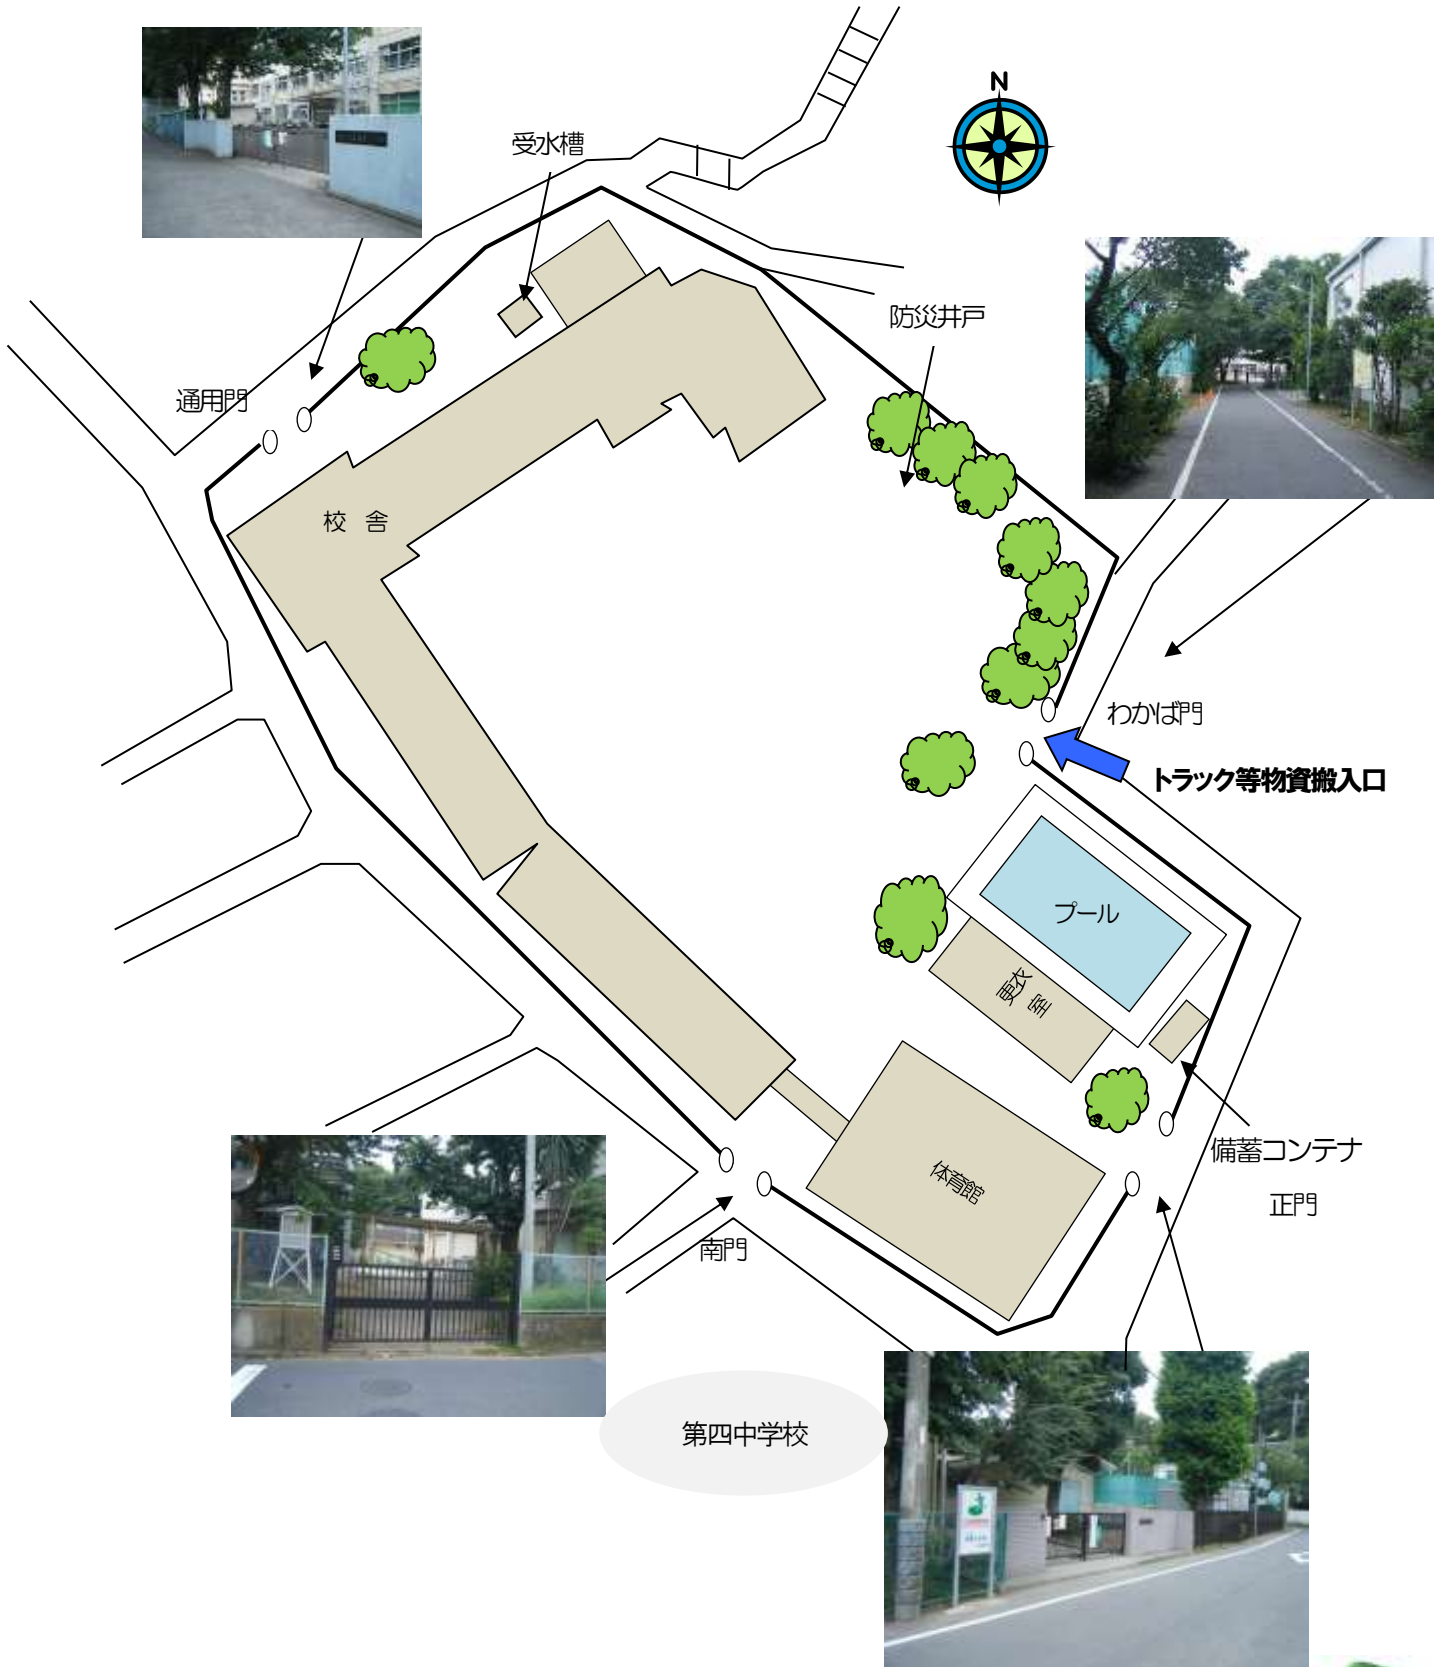 N
受水槽
防災井戸
通用門
校 舎
わかば門
トラック等物資搬入口
プール
更衣室
備蓄コンテナ
体育館
正門
南門
第四中学校